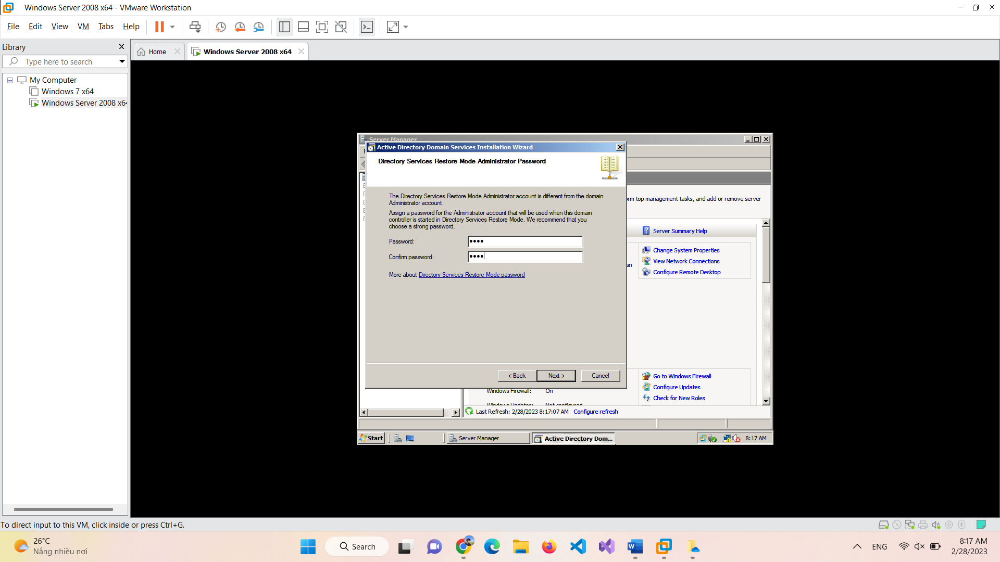 Windows Server 2008 x64 - VMware Workstation
File Edit View VM Tabs Help
Library
Type here to search
My Computer
Windows 7 x64
Windows Server 2008 x64
Home
Windows Server 2008 x64
Server Manager
Active Directory Domain Services Installation Wizard
Directory Services Restore Mode Administrator Password
The Directory Services Restore Mode Administrator account is different from the domain
Administrator account.
Assign a password for the Administrator account that will be used when this domain
controller is started in Directory Services Restore Mode. We recommend that you
choose a strong password.
Password:
Confirm password:
More about Directory Services Restore Mode password
< Back
Next >
Cancel
rm top management tasks, and add or remove server
Server Summary Help
Change System Properties
View Network Connections
Configure Remote Desktop
an
Go to Windows Firewall
Configure Updates
Check for New Roles
Windows Firewall: On
Windows Updates: Not configured
Last Refresh: 2/28/2023 8:17:07 AM Configure refresh
Start
Server Manager
Active Directory Dom...
8:17 AM
To direct input to this VM, click inside or press Ctrl+G.
26°C
Nắng nhiều nơi
Search
ENG
8:17 AM
2/28/2023